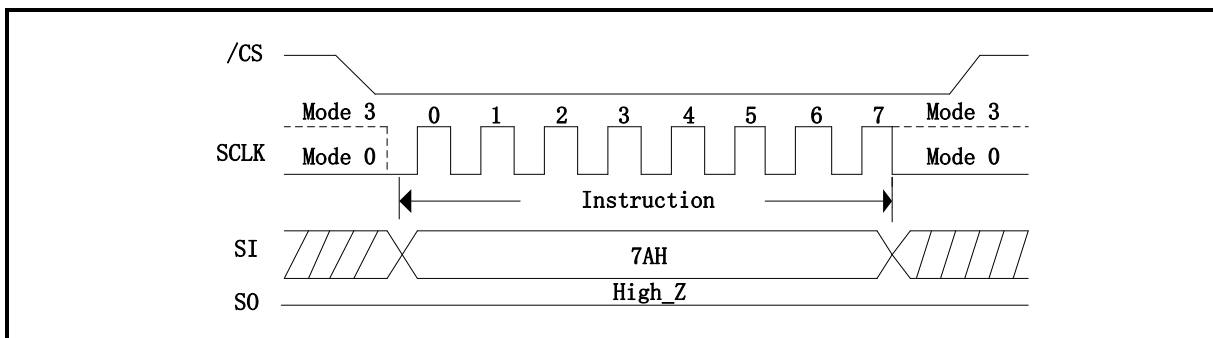 /CS
Mode 3 0 1 2 3 4 5 6 7 Mode 3
SCLK Mode 0 Mode 0
Instruction
SI 7AH
High_Z
SO